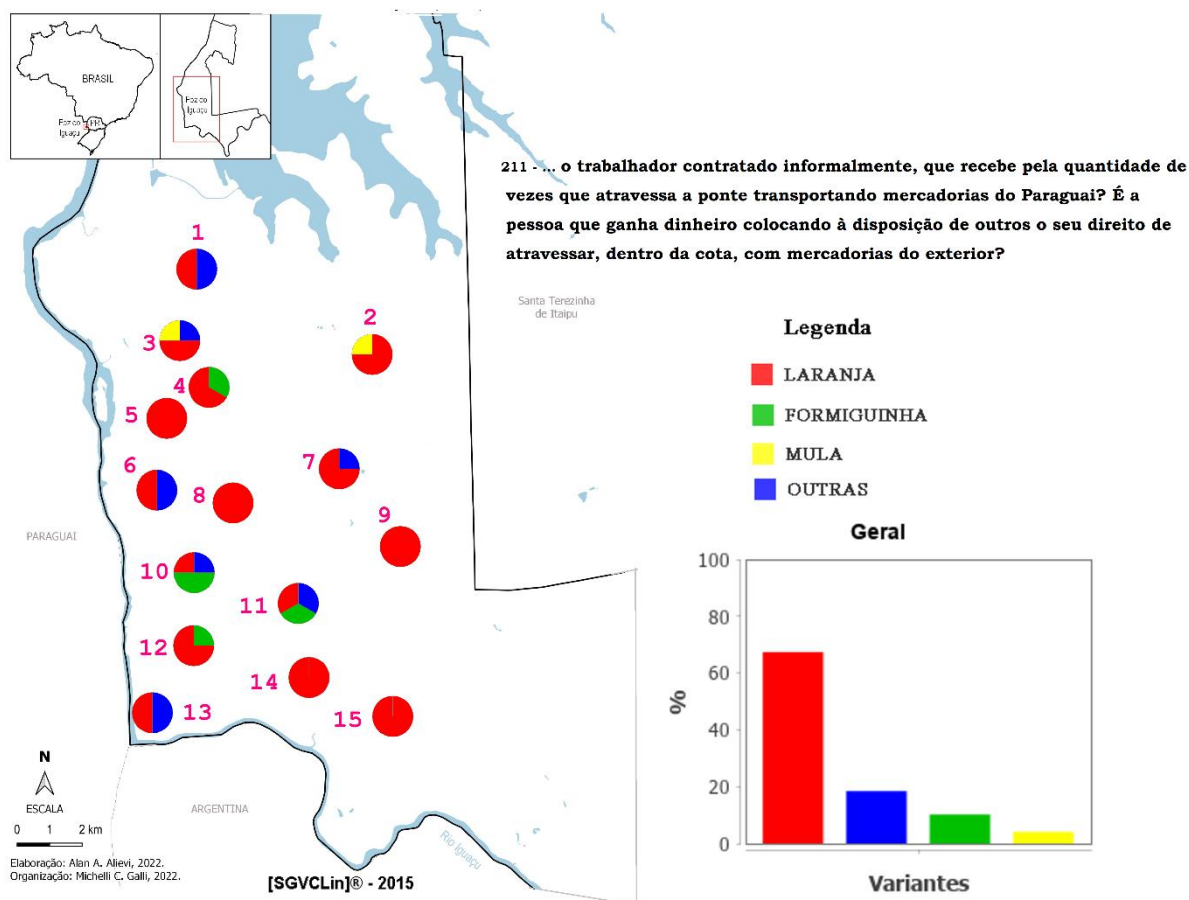 BRASIL
Foz do
Iguaçu
PR
Foz do
Iguaçu
211 - ... o trabalhador contratado informalmente, que recebe pela quantidade de
vezes que atravessa a ponte transportando mercadorias do Paraguai? É a
pessoa que ganha dinheiro colocando à disposição de outros o seu direito de
atravessar, dentro da cota, com mercadorias do exterior?
Santa Terezinha
de Itaipu
1
2
3
4
5
6
7
8
9
10
11
12
13
14
15
PARAGUAI
ARGENTINA
Rio Iguaçu
Legenda
LARANJA
FORMIGUINHA
MULA
OUTRAS
Geral
100
80
60
40
20
0
%
Variantes
N
ESCALA
0 1 2 km
Elaboração: Alan A. Alievi, 2022.
Organização: Michelli C. Galli, 2022.
[SGVCLin]® - 2015